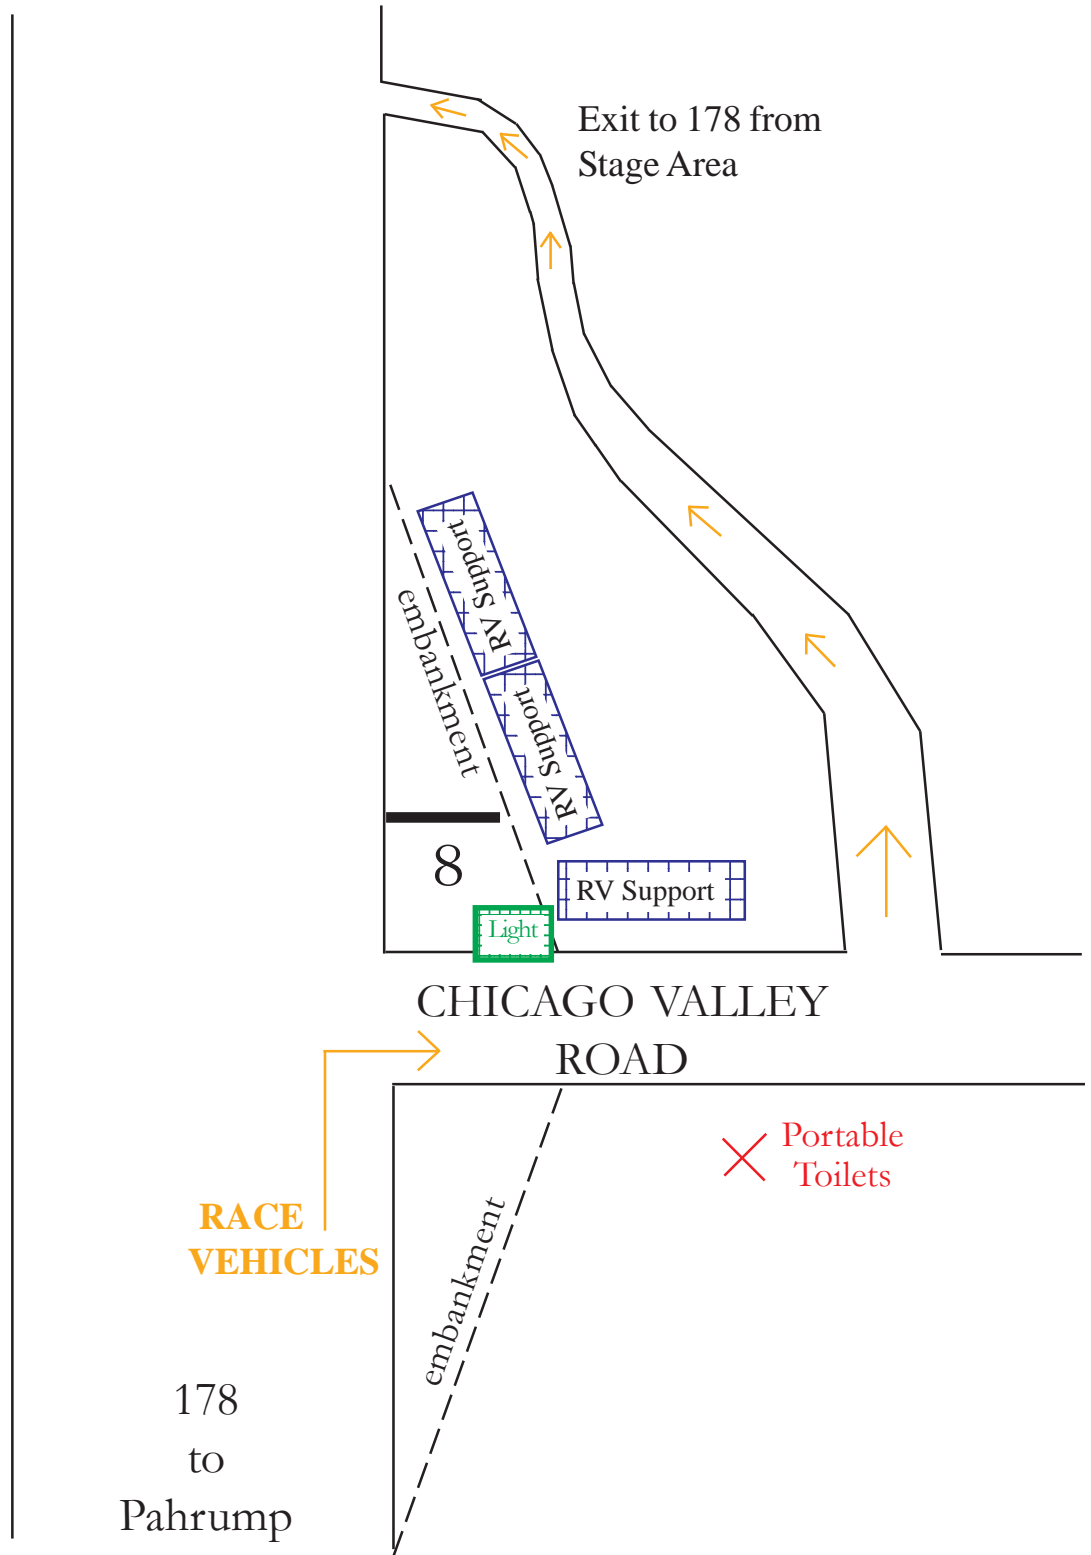 Exit to 178 from
Stage Area
RV Support
embankment
RV Support
8
RV Support
Light
CHICAGO VALLEY
ROAD
Portable
Toilets
RACE
VEHICLES
embankment
178
to
Pahrump